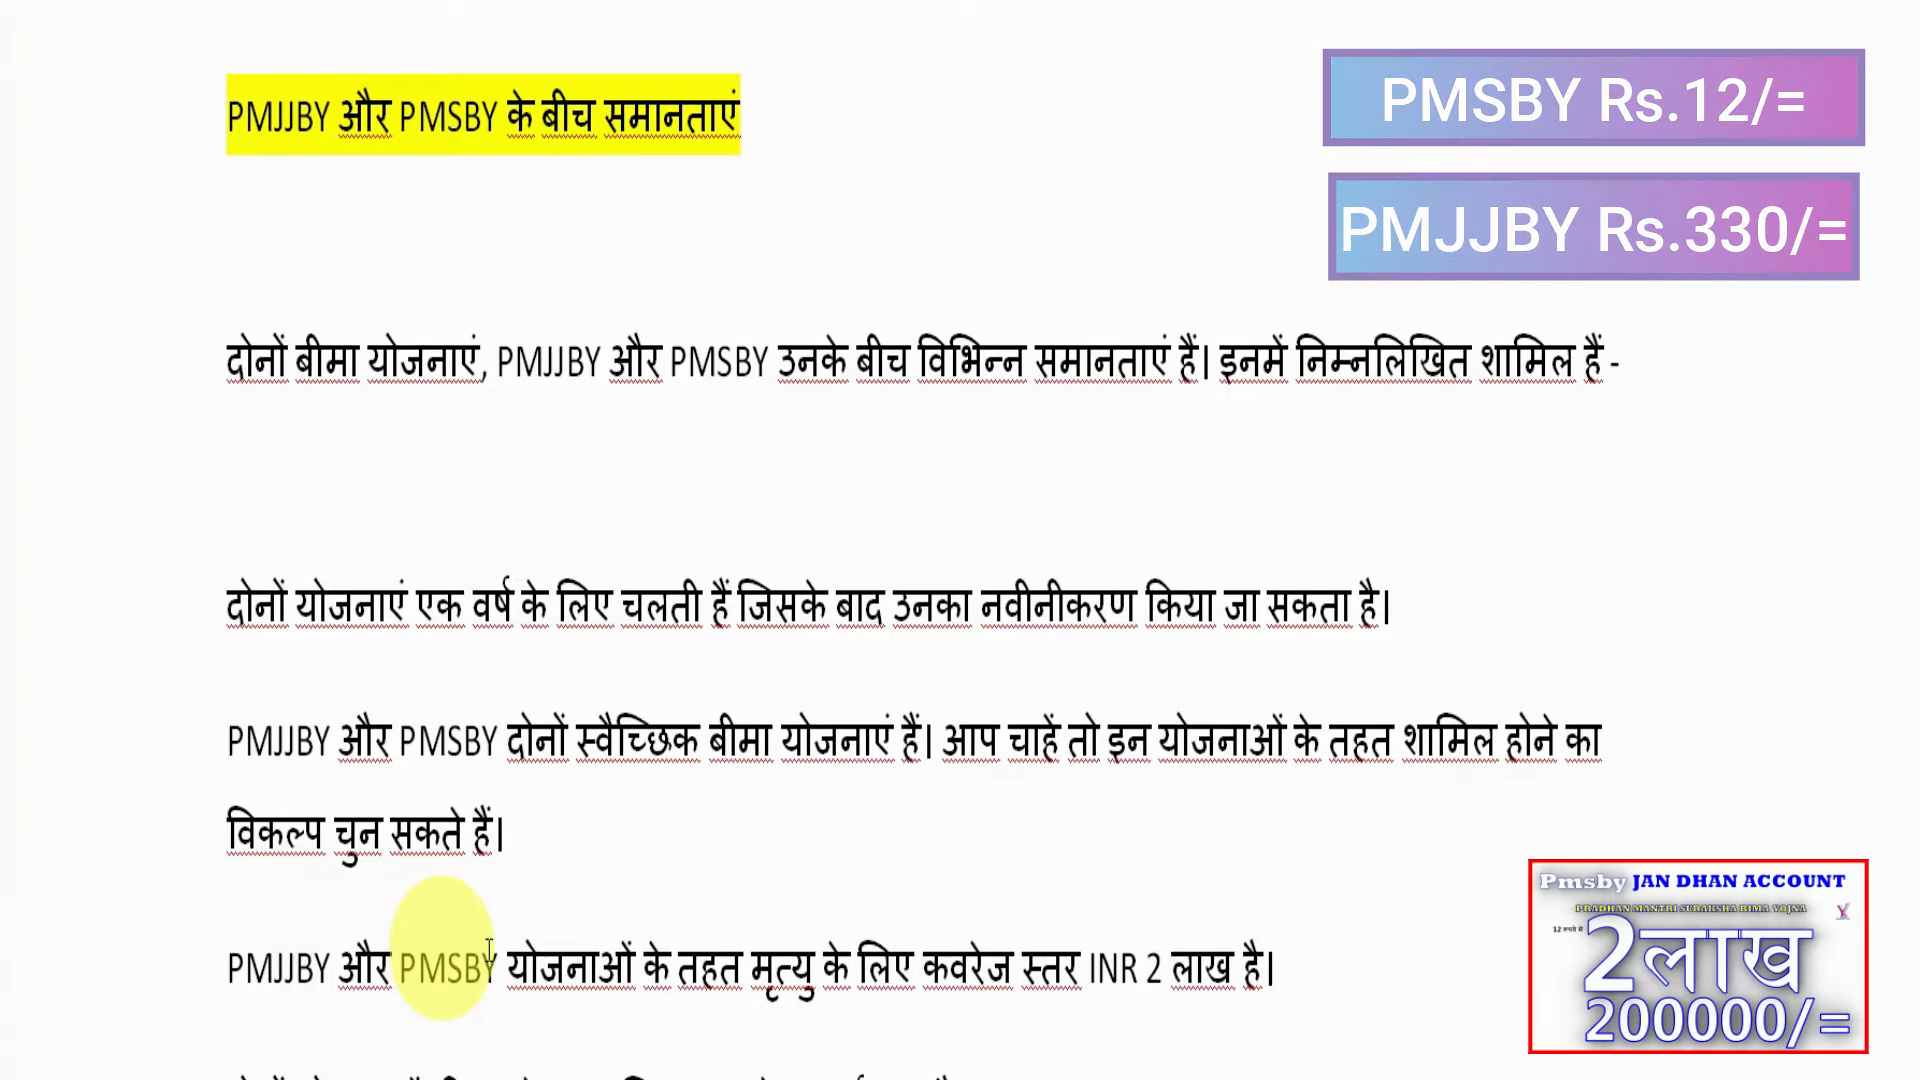 PMJJBY और PMSBY के बीच समानताएं
PMSBY Rs.12/=
PMJJBY Rs.330/=
दोनों बीमा योजनाएं, PMJJBY और PMSBY उनके बीच विभिन्न समानताएं हैं। इनमें निम्नलिखित शामिल हैं -
दोनों योजनाएं एक वर्ष के लिए चलती हैं जिसके बाद उनका नवीनीकरण किया जा सकता है।
PMJJBY और PMSBY दोनों स्वैच्छिक बीमा योजनाएं हैं। आप चाहें तो इन योजनाओं के तहत शामिल होने का
विकल्प चुन सकते हैं।
PMJJBY और PMSBY योजनाओं के तहत मृत्यु के लिए कवरेज स्तर INR 2 लाख है।
Pmsby JAN DHAN ACCOUNT
PRADHAN MANTRI SURAKSHA BIMA YOJNA
12 रूपये में
2लाख
200000/=